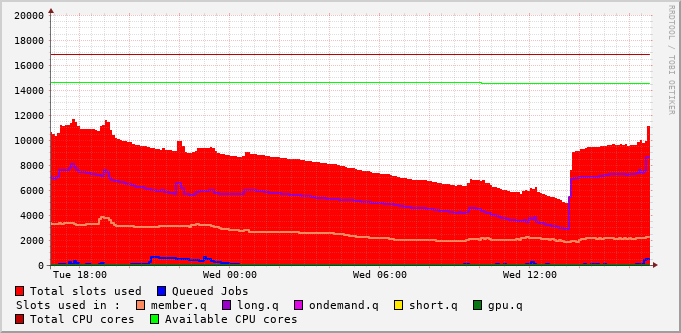 20000
18000
16000
14000
12000
10000
8000
6000
4000
2000
0
Tue 18:00 Wed 00:00 Wed 06:00 Wed 12:00
RRDTOOL / TOBI OETIKER
Total slots used Queued Jobs
Slots used in : member.q long.q ondemand.q short.q gpu.q
Total CPU cores Available CPU cores